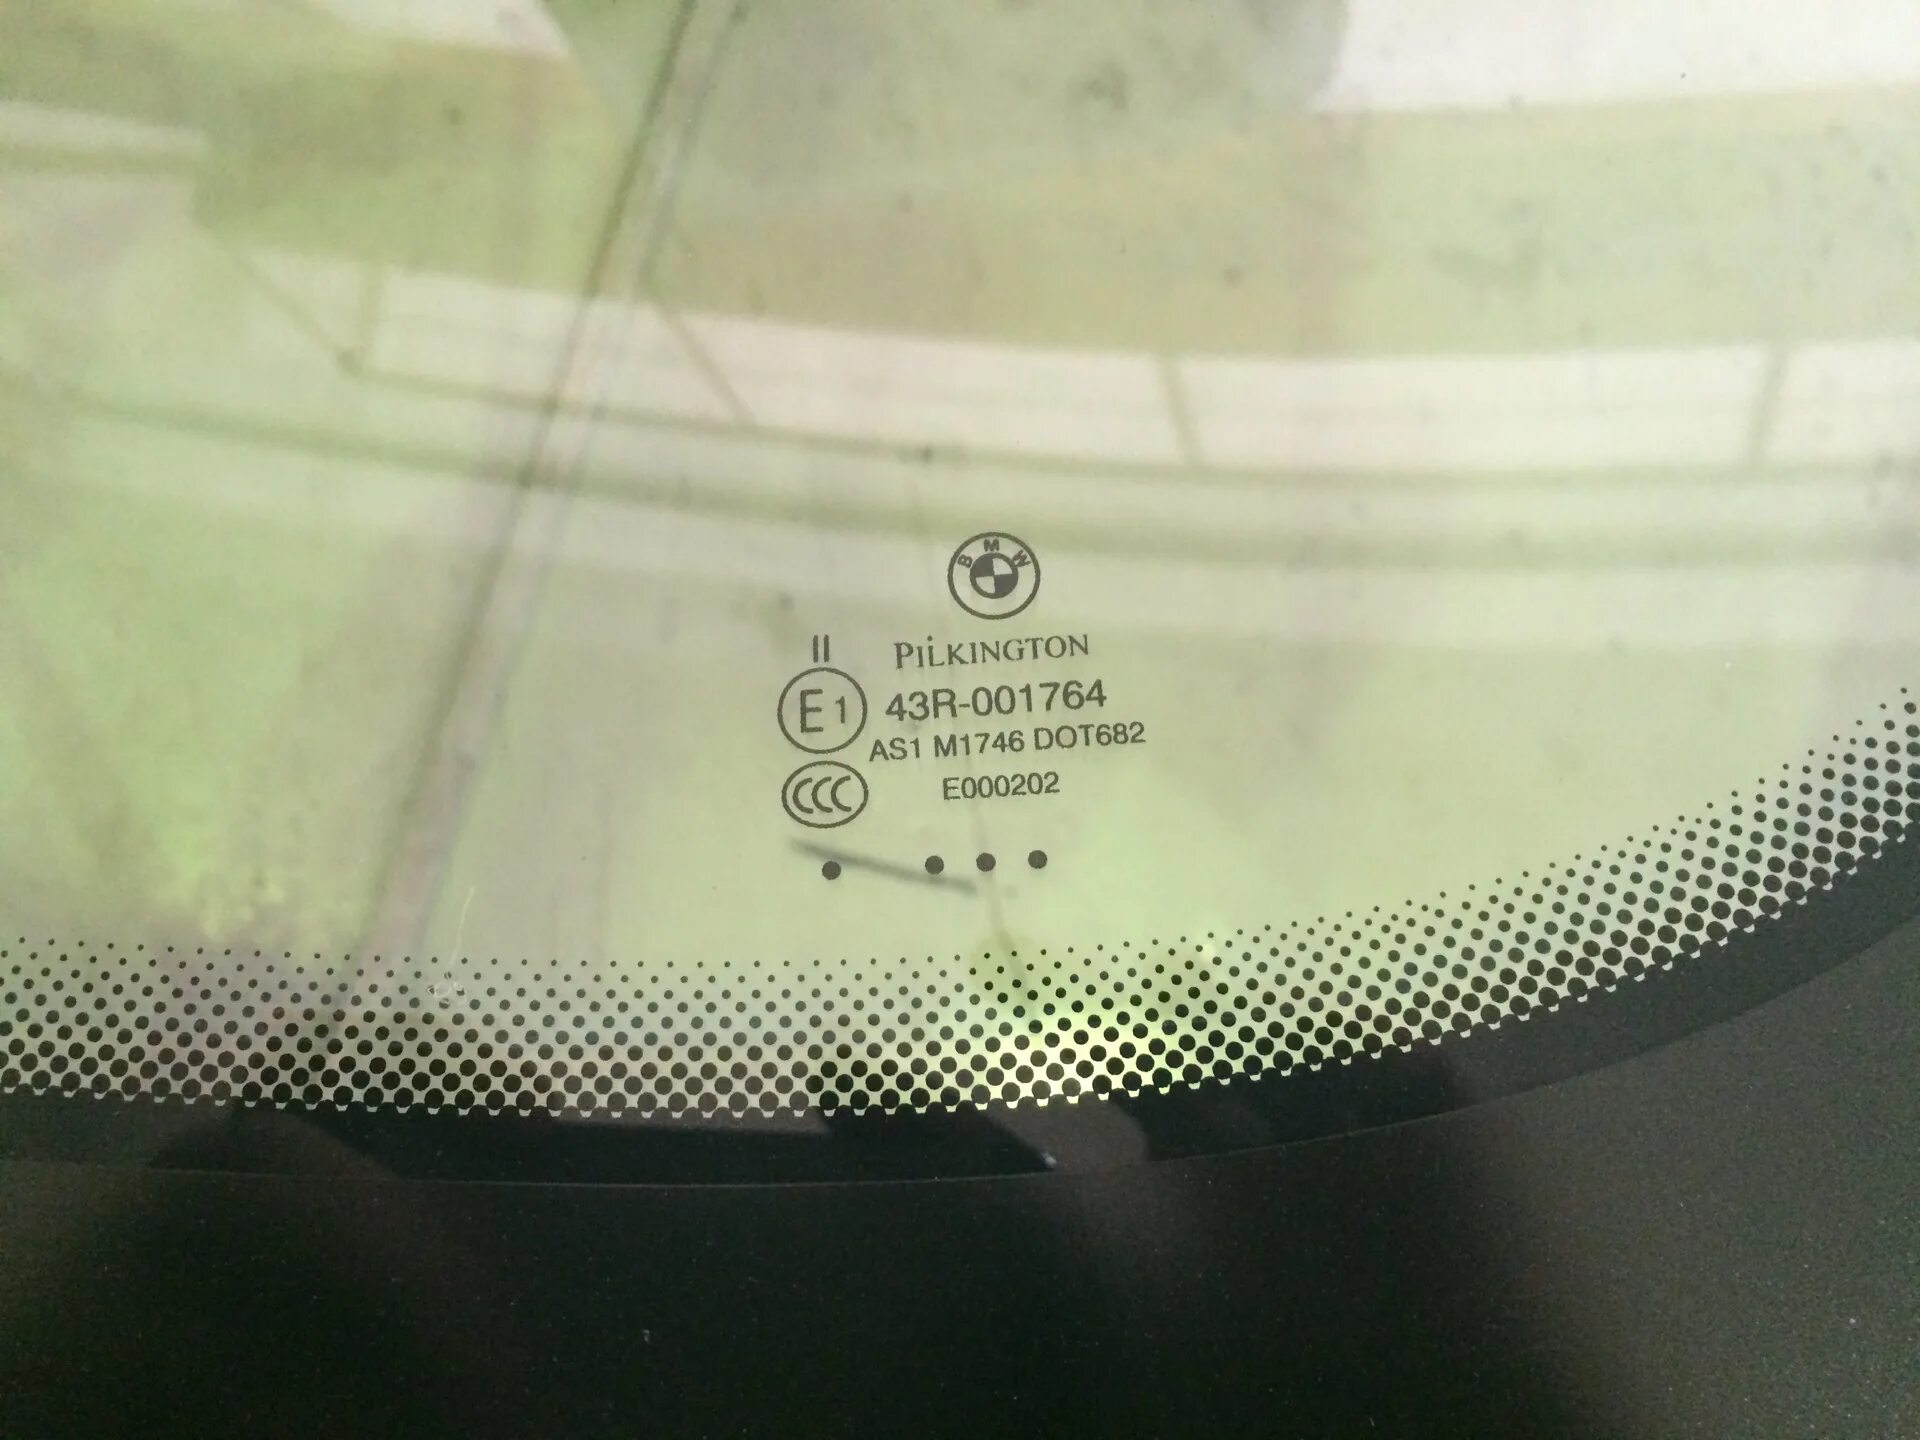 BMW
II PiLKINGTON
E1 43R-001764
AS1 M1746 DOT682
CCC E000202